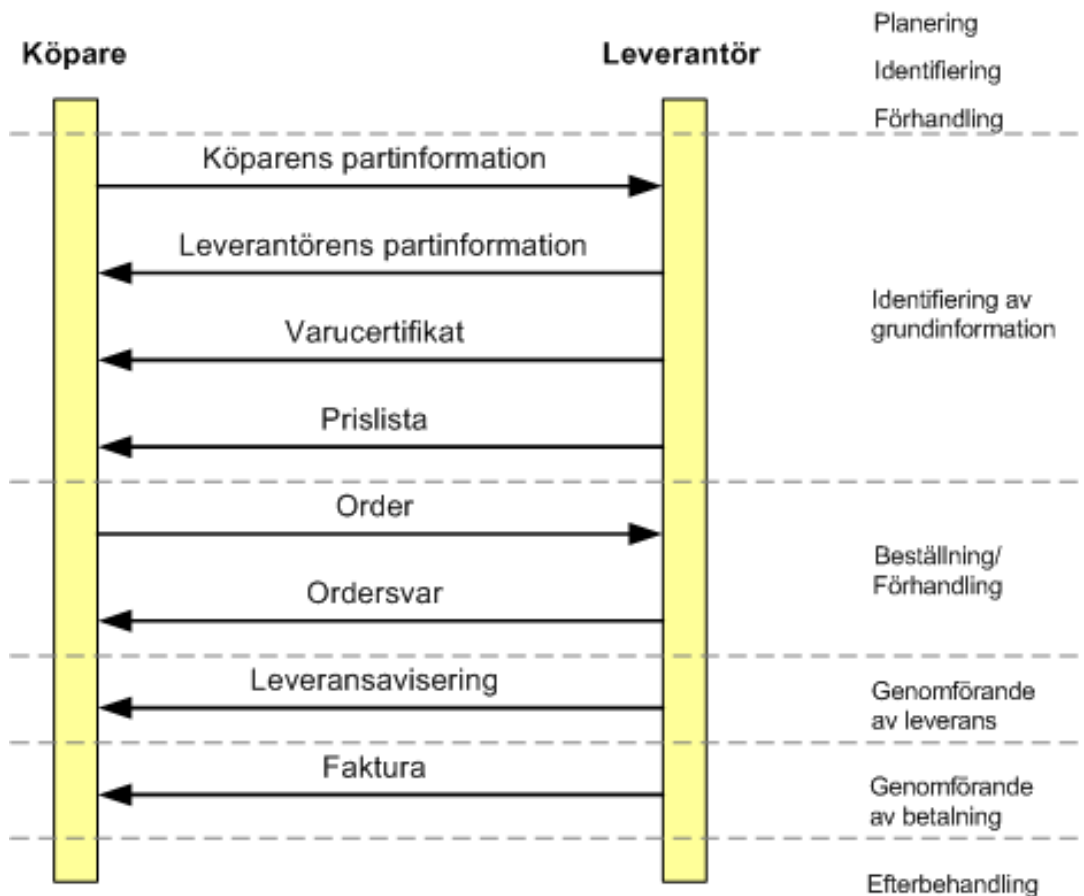 Planering
Köpare
Leverantör
Identifiering
Förhandling
Köparens partinformation
Leverantörens partinformation
Identifiering av
grundinformation
Varucertifikat
Prislista
Order
Beställning/
Förhandling
Ordersvar
Leveransavisering
Genomförande
av leverans
Faktura
Genomförande
av betalning
Efterbehandling